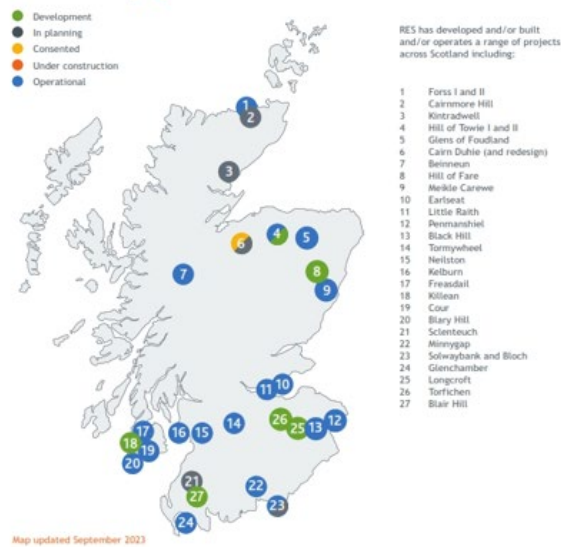 Development
In planning
Consented
Under construction
Operational
RES has developed and/or built
and/or operates a range of projects
across Scotland including:
1 Forss I and II
2 Cairnmore Hill
3 Kintradwell
4 Hill of Towie I and II
5 Glens of Foudland
6 Cairn Duhie (and redesign)
7 Beinneun
8 Hill of Fare
9 Meikle Carewe
10 Earlseat
11 Little Raith
12 Penmanshiel
13 Black Hill
14 Tormywheel
15 Neilston
16 Kelburn
17 Freasdail
18 Killean
19 Cour
20 Blary Hill
21 Sclenteuch
22 Minnygap
23 Solwaybank and Bloch
24 Glenchamber
25 Longcroft
26 Torfichen
27 Blair Hill
1
2
3
4
5
6
7
8
9
11 10
26
25 13 12
14
17 16 15
18
19
20
21
27
22
23
24
Map updated September 2023